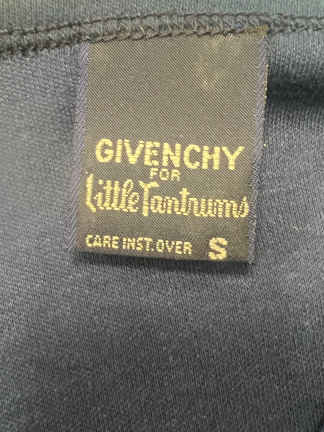 GIVENCHY
FOR
Little Tantrums
CARE INST. OVER S